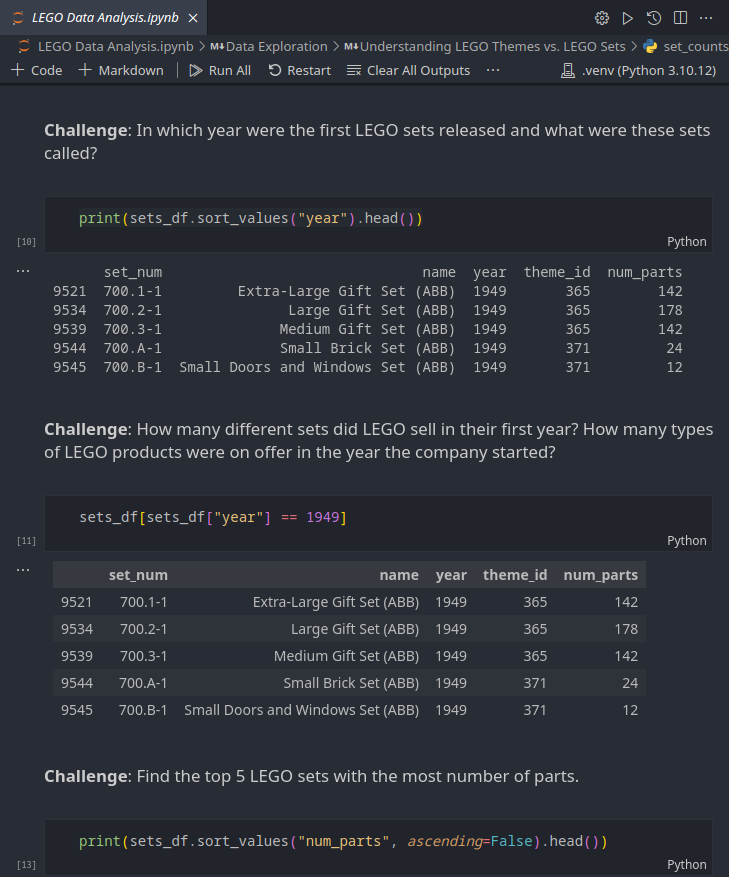 LEGO Data Analysis.ipynb ×
LEGO Data Analysis.ipynb > M↓Data Exploration > M↓Understanding LEGO Themes vs. LEGO Sets > set_counts
+ Code + Markdown | Run All Restart Clear All Outputs ··· .venv (Python 3.10.12)
Challenge: In which year were the first LEGO sets released and what were these sets
called?
print(sets_df.sort_values("year").head())
[10] Python
set_num name year theme_id num_parts
9521 700.1-1 Extra-Large Gift Set (ABB) 1949 365 142
9534 700.2-1 Large Gift Set (ABB) 1949 365 178
9539 700.3-1 Medium Gift Set (ABB) 1949 365 142
9544 700.A-1 Small Brick Set (ABB) 1949 371 24
9545 700.B-1 Small Doors and Windows Set (ABB) 1949 371 12
Challenge: How many different sets did LEGO sell in their first year? How many types
of LEGO products were on offer in the year the company started?
sets_df[sets_df["year"] == 1949]
[11] Python
set_num name year theme_id num_parts
9521 700.1-1 Extra-Large Gift Set (ABB) 1949 365 142
9534 700.2-1 Large Gift Set (ABB) 1949 365 178
9539 700.3-1 Medium Gift Set (ABB) 1949 365 142
9544 700.A-1 Small Brick Set (ABB) 1949 371 24
9545 700.B-1 Small Doors and Windows Set (ABB) 1949 371 12
Challenge: Find the top 5 LEGO sets with the most number of parts.
print(sets_df.sort_values("num_parts", ascending=False).head())
[13] Python